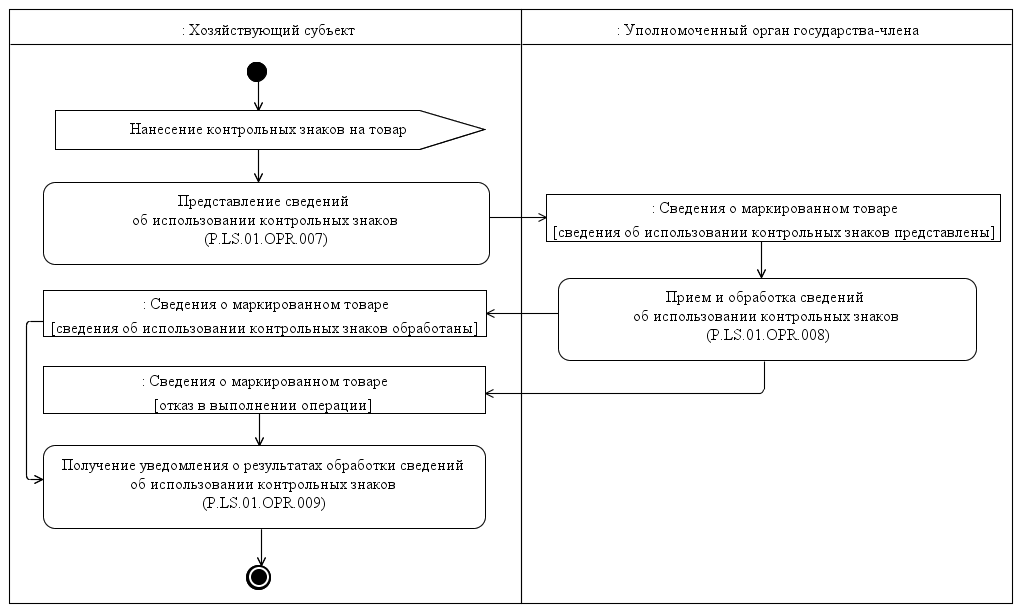 : Хозяйствующий субъект
: Уполномоченный орган государства-члена
Нанесение контрольных знаков на товар
Представление сведений
об использовании контрольных знаков
(P.LS.01.OPR.007)
: Сведения о маркированном товаре
[сведения об использовании контрольных знаков представлены]
Прием и обработка сведений
об использовании контрольных знаков
(P.LS.01.OPR.008)
: Сведения о маркированном товаре
[сведения об использовании контрольных знаков обработаны]
: Сведения о маркированном товаре
[отказ в выполнении операции]
Получение уведомления о результатах обработки сведений
об использовании контрольных знаков
(P.LS.01.OPR.009)